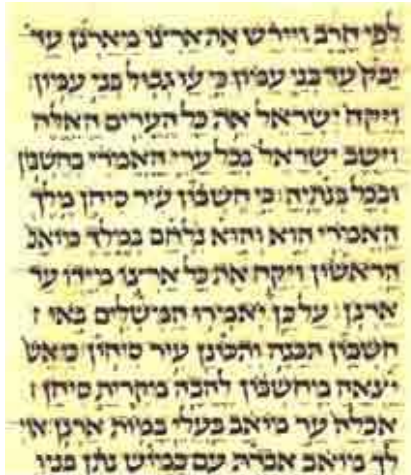 לפי חרב ויירש את ארצו מארנן עד
יבק עד בני עמון כי עז גבול בני עמון׃
ויקח ישראל את כל הערים האלה
וישב ישראל בכל ערי האמרי בחשבון
ובכל בנתיה׃ כי חשבון עיר סיחן מלך
האמרי הוא והוא נלחם במלך מואב
הראשון ויקח את כל ארצו מידו עד
ארנן׃ על כן יאמרו המשלים באו
חשבון תבנה ותכונן עיר סיחון׃ כי אש
יצאה מחשבון להבה מקרית סיחן
אכלה ער מואב בעלי במות ארנן׃ אוי
לך מואב אבדת עם כמוש נתן בניו